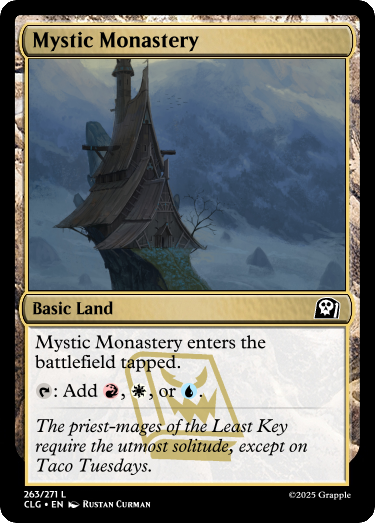 Mystic Monastery
Basic Land
Mystic Monastery enters the
battlefield tapped.
: Add , , or .
The priest-mages of the Least Key
require the utmost solitude, except on
Taco Tuesdays.
263/271 L
CLG • EN Rustan Curman
©2025 Grapple